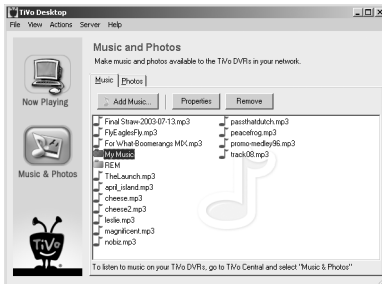 TiVo Desktop
File View Actions Server Help
Music and Photos
Make music and photos available to the TiVo DVRs in your network.
Music Photos
Add Music... Properties Remove
Final Straw-2003-07-13.mp3
FlyEaglesFly.mp3
For What-Boomerangs MIX.mp3
My Music
REM
TheLaunch.mp3
april_island.mp3
cheese.mp3
cheese2.mp3
leslie.mp3
magnificent.mp3
nobiz.mp3
passthatdutch.mp3
peacefrog.mp3
promo-medley96.mp3
track08.mp3
Now Playing
Music & Photos
TiVo
To listen to music on your TiVo DVRs, go to TiVo Central and select "Music & Photos"